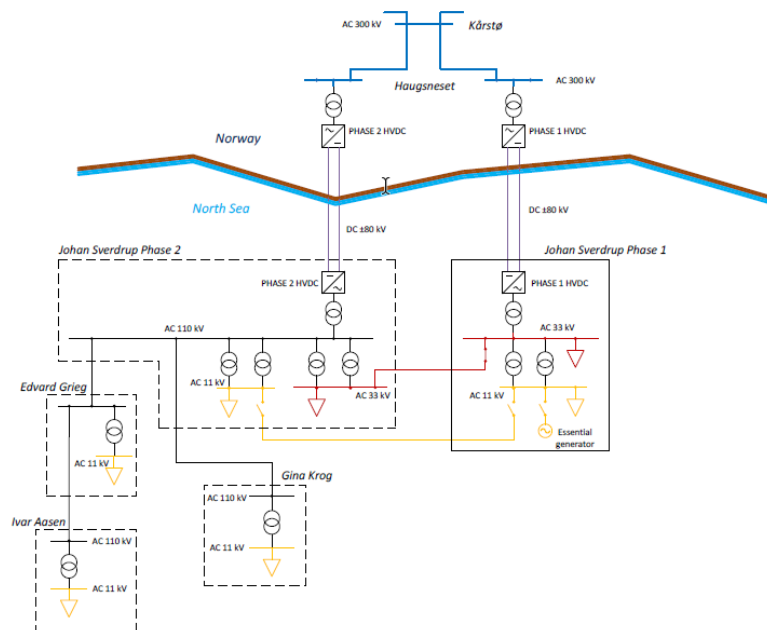 AC 300 kV
Kårstø
AC 300 kV
Haugsneset
PHASE 2 HVDC
PHASE 1 HVDC
Norway
North Sea
DC ±80 kV
DC ±80 kV
Johan Sverdrup Phase 2
Johan Sverdrup Phase 1
PHASE 2 HVDC
PHASE 1 HVDC
AC 110 kV
AC 33 kV
AC 11 kV
AC 33 kV
AC 11 kV
Edvard Grieg
Essential
generator
AC 11 kV
Gina Krog
AC 110 kV
Ivar Aasen
AC 110 kV
AC 11 kV
AC 11 kV